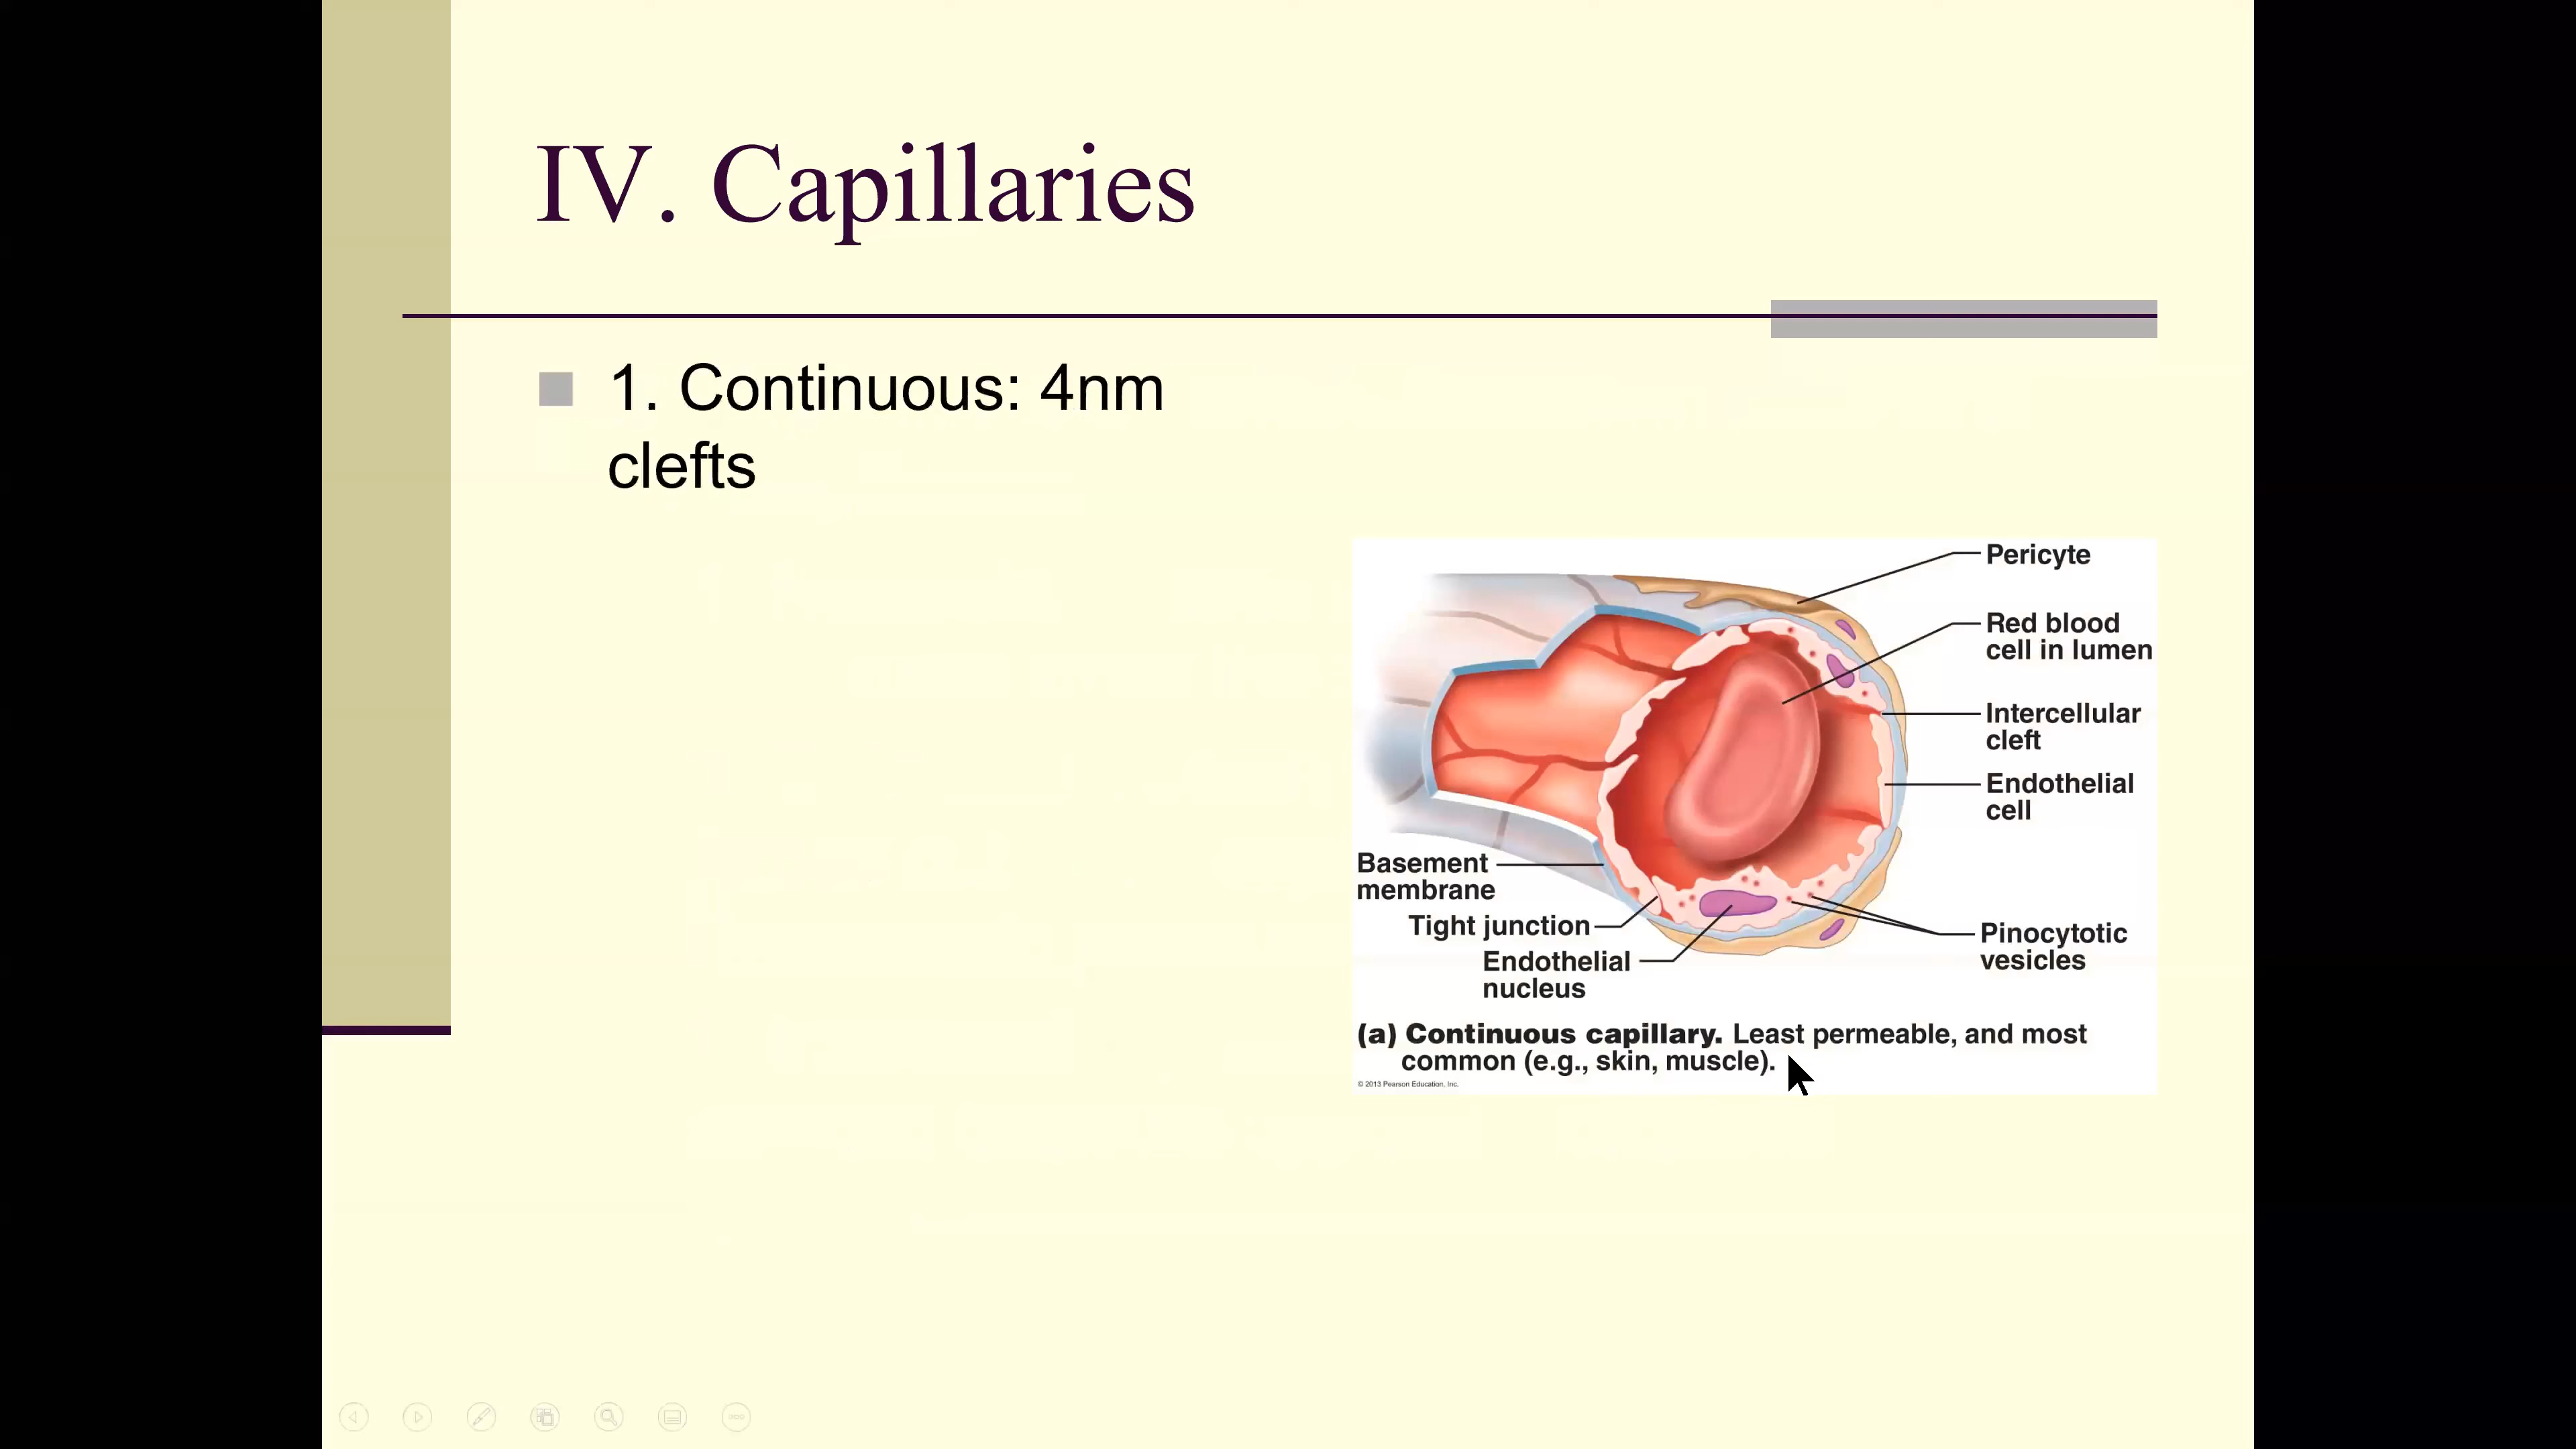 IV. Capillaries
1. Continuous: 4nm
clefts
Pericyte
Red blood
cell in lumen
Intercellular
cleft
Endothelial
cell
Basement
membrane
Tight junction
Endothelial
nucleus
Pinocytotic
vesicles
(a) Continuous capillary. Least permeable, and most
common (e.g., skin, muscle).
© 2013 Pearson Education, Inc.